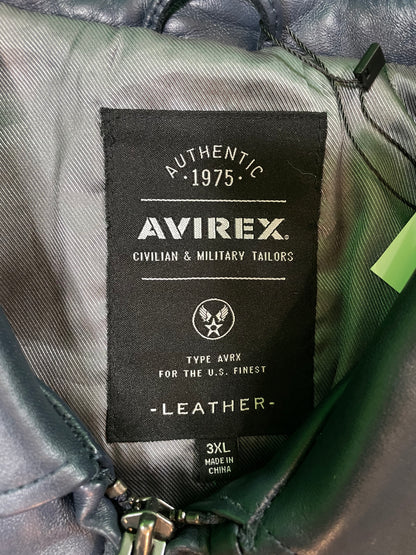 AUTHENTIC
· 1975 ·
AVIREX.
CIVILIAN & MILITARY TAILORS
TYPE AVRX
FOR THE U.S. FINEST
-LEATHER-
3XL
MADE IN
CHINA